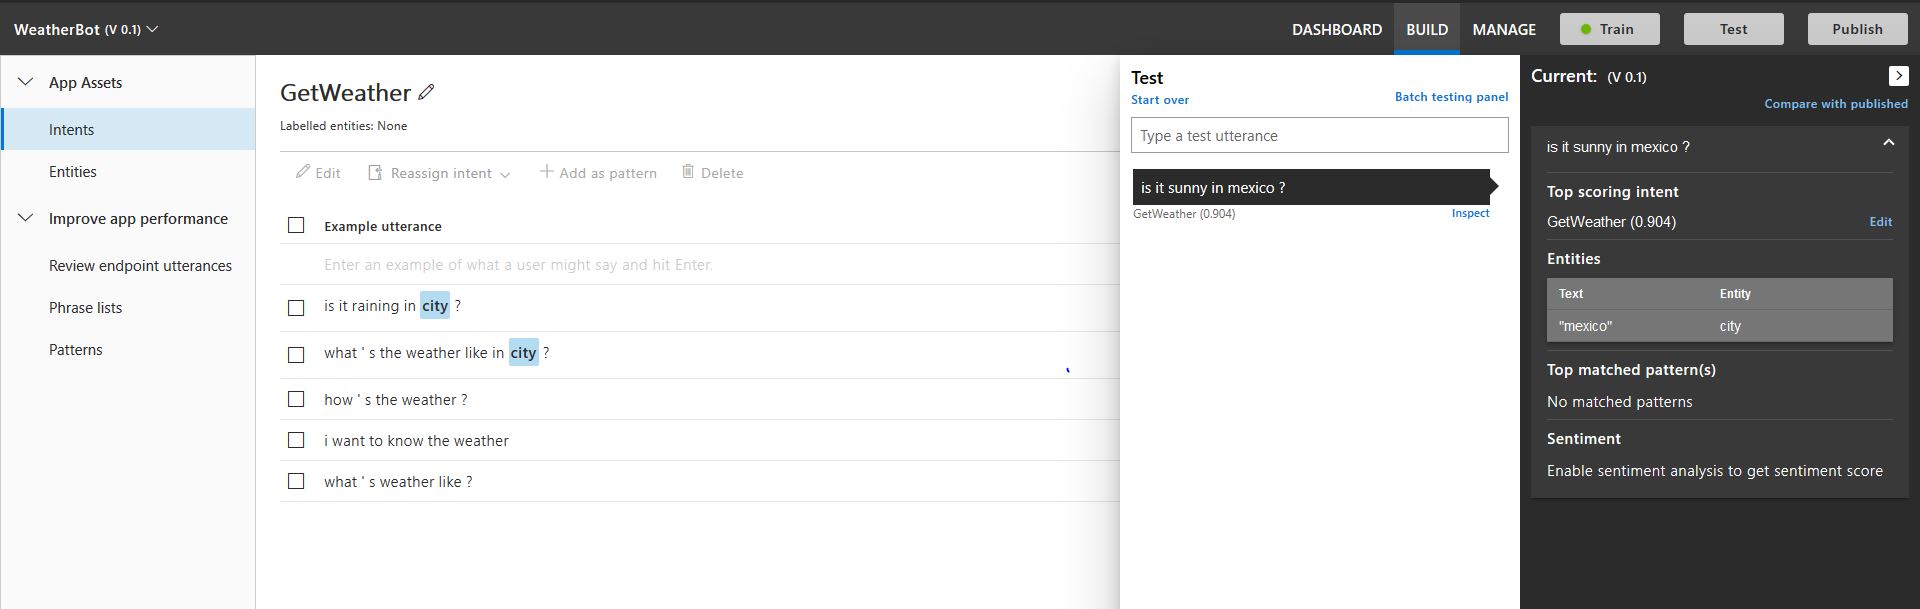 WeatherBot (V 0.1)
DASHBOARD BUILD MANAGE Train Test Publish
App Assets
Intents
Entities
Improve app performance
Review endpoint utterances
Phrase lists
Patterns
GetWeather
Labelled entities: None
Edit Reassign intent Add as pattern Delete
Example utterance
Enter an example of what a user might say and hit Enter.
is it raining in city ?
what ' s the weather like in city ?
how ' s the weather ?
i want to know the weather
what ' s weather like ?
Test
Start over Batch testing panel
Type a test utterance
is it sunny in mexico ?
GetWeather (0.904) Inspect
Current: (V 0.1)
Compare with published
is it sunny in mexico ?
Top scoring intent
GetWeather (0.904) Edit
Entities
Text Entity
"mexico" city
Top matched pattern(s)
No matched patterns
Sentiment
Enable sentiment analysis to get sentiment score